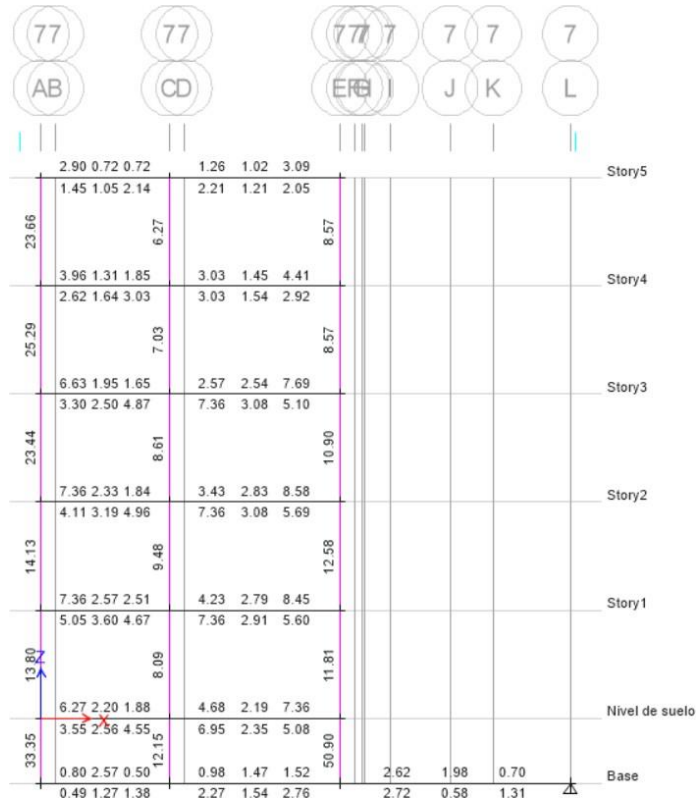 7 7 7 7 7 7 7 7 7 7 7 7
A B C D E F G H I J K L
2.90 0.72 0.72 1.26 1.02 3.09 Story5
1.45 1.05 2.14 2.21 1.21 2.05
23.66 6.27 8.57
3.96 1.31 1.85 3.03 1.45 4.41 Story4
2.62 1.64 3.03 3.03 1.54 2.92
25.29 7.03 8.57
6.63 1.95 1.65 2.57 2.54 7.69 Story3
3.30 2.50 4.87 7.36 3.08 5.10
23.44 8.61 10.90
7.36 2.33 1.84 3.43 2.83 8.58 Story2
4.11 3.19 4.96 7.36 3.08 5.69
14.13 9.48 12.58
7.36 2.57 2.51 4.23 2.79 8.45 Story1
5.05 3.60 4.67 7.36 2.91 5.60
13.80 8.09 11.81
Z
6.27 2.20 1.88 4.68 2.19 7.36 Nivel de suelo
X
3.55 2.56 4.55 6.95 2.35 5.08
33.35 12.15 50.90
0.80 2.57 0.50 0.98 1.47 1.52 2.62 1.98 0.70 Base
0.49 1.27 1.38 2.27 1.54 2.76 2.72 0.58 1.31